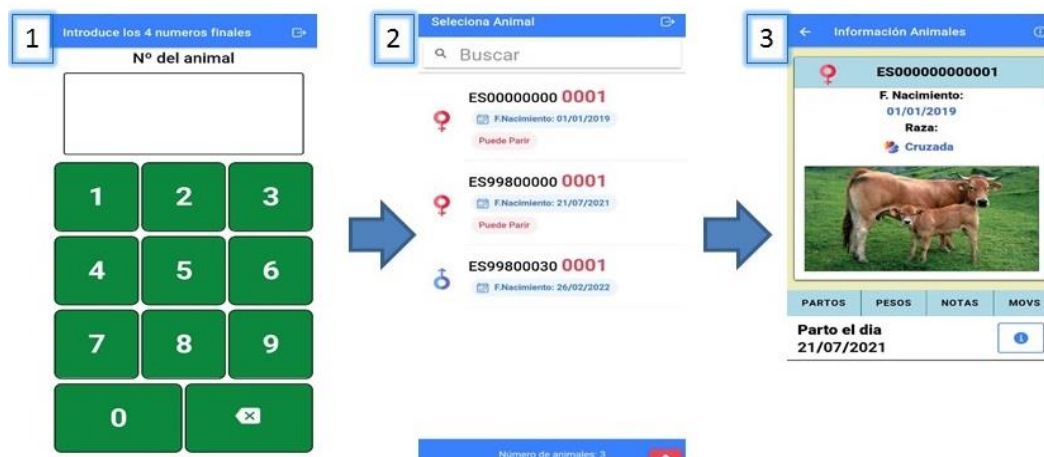 1
Introduce los 4 numeros finales
Nº del animal
1 2 3
4 5 6
7 8 9
0
2
Seleciona Animal
Buscar
ES00000000 0001
F.Nacimiento: 01/01/2019
Puede Parir
ES99800000 0001
F.Nacimiento: 21/07/2021
Puede Parir
ES99800030 0001
F.Nacimiento: 26/02/2022
Número de animales: 3
3
Información Animales
ES000000000001
F. Nacimiento:
01/01/2019
Raza:
Cruzada
PARTOS PESOS NOTAS MOVS
Parto el dia
21/07/2021